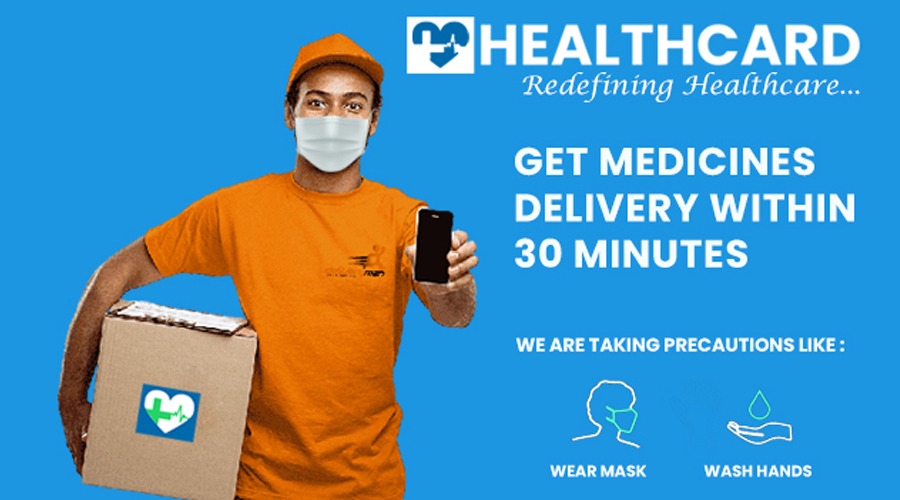 HEALTHCARD
Redefining Healthcare...
GET MEDICINES
DELIVERY WITHIN
30 MINUTES
WE ARE TAKING PRECAUTIONS LIKE :
WEAR MASK
WASH HANDS